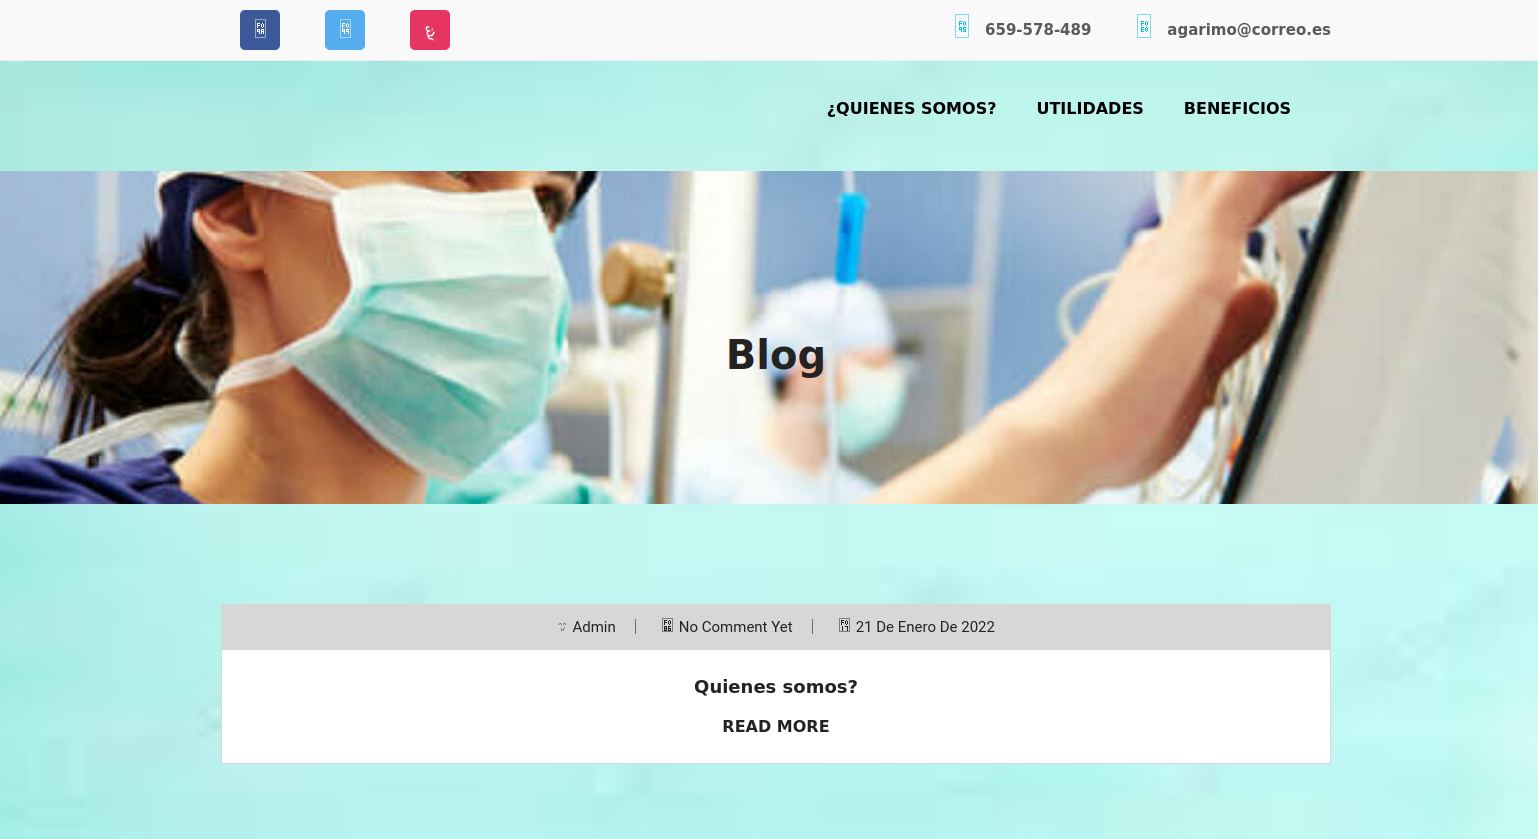 659-578-489 agarimo@correo.es
¿QUIENES SOMOS? UTILIDADES BENEFICIOS
Blog
Admin No Comment Yet 21 De Enero De 2022
Quienes somos?
READ MORE